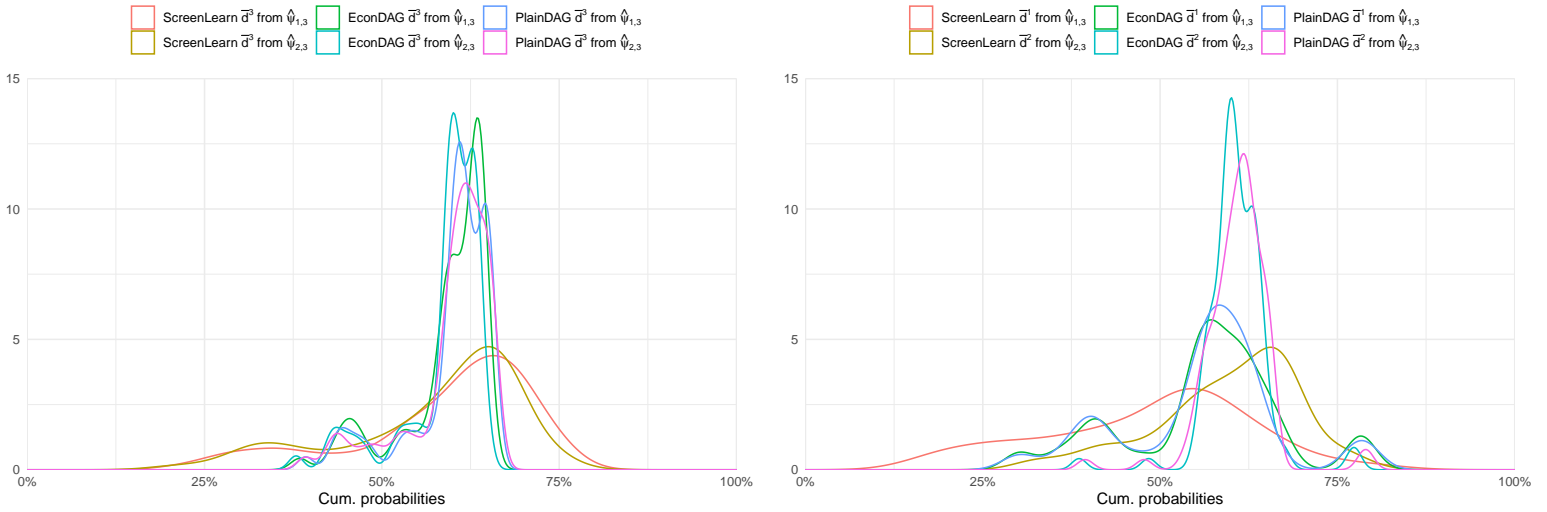 ScreenLearn d̅³ from ψ̂₁,₃ EconDAG d̅³ from ψ̂₁,₃ PlainDAG d̅³ from ψ̂₁,₃
ScreenLearn d̅³ from ψ̂₂,₃ EconDAG d̅³ from ψ̂₂,₃ PlainDAG d̅³ from ψ̂₂,₃
15
10
5
0
0% 25% 50% 75% 100%
Cum. probabilities
ScreenLearn d̅¹ from ψ̂₁,₃ EconDAG d̅¹ from ψ̂₁,₃ PlainDAG d̅¹ from ψ̂₁,₃
ScreenLearn d̅² from ψ̂₂,₃ EconDAG d̅² from ψ̂₂,₃ PlainDAG d̅² from ψ̂₂,₃
15
10
5
0
0% 25% 50% 75% 100%
Cum. probabilities